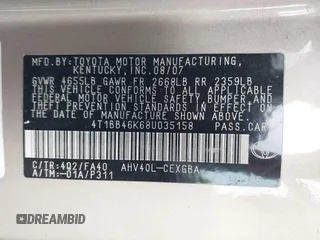 MFD. BY: TOYOTA MOTOR MANUFACTURING,
KENTUCKY, INC. 08/07
GVWR 4655LB GAWR FR 2668LB RR 2359LB
THIS VEHICLE CONFORMS TO ALL APPLICABLE
FEDERAL MOTOR VEHICLE SAFETY, BUMPER, AND
THEFT PREVENTION STANDARDS IN EFFECT ON
THE DATE OF MANUFACTURE SHOWN ABOVE.
4T1BB46K68U035158 PASS.CAR
C/TR:4Q2/FA40 AHV40L-CEXGBA
A/TM:-01A/P311
DREAMBID
DREAMBID.COM